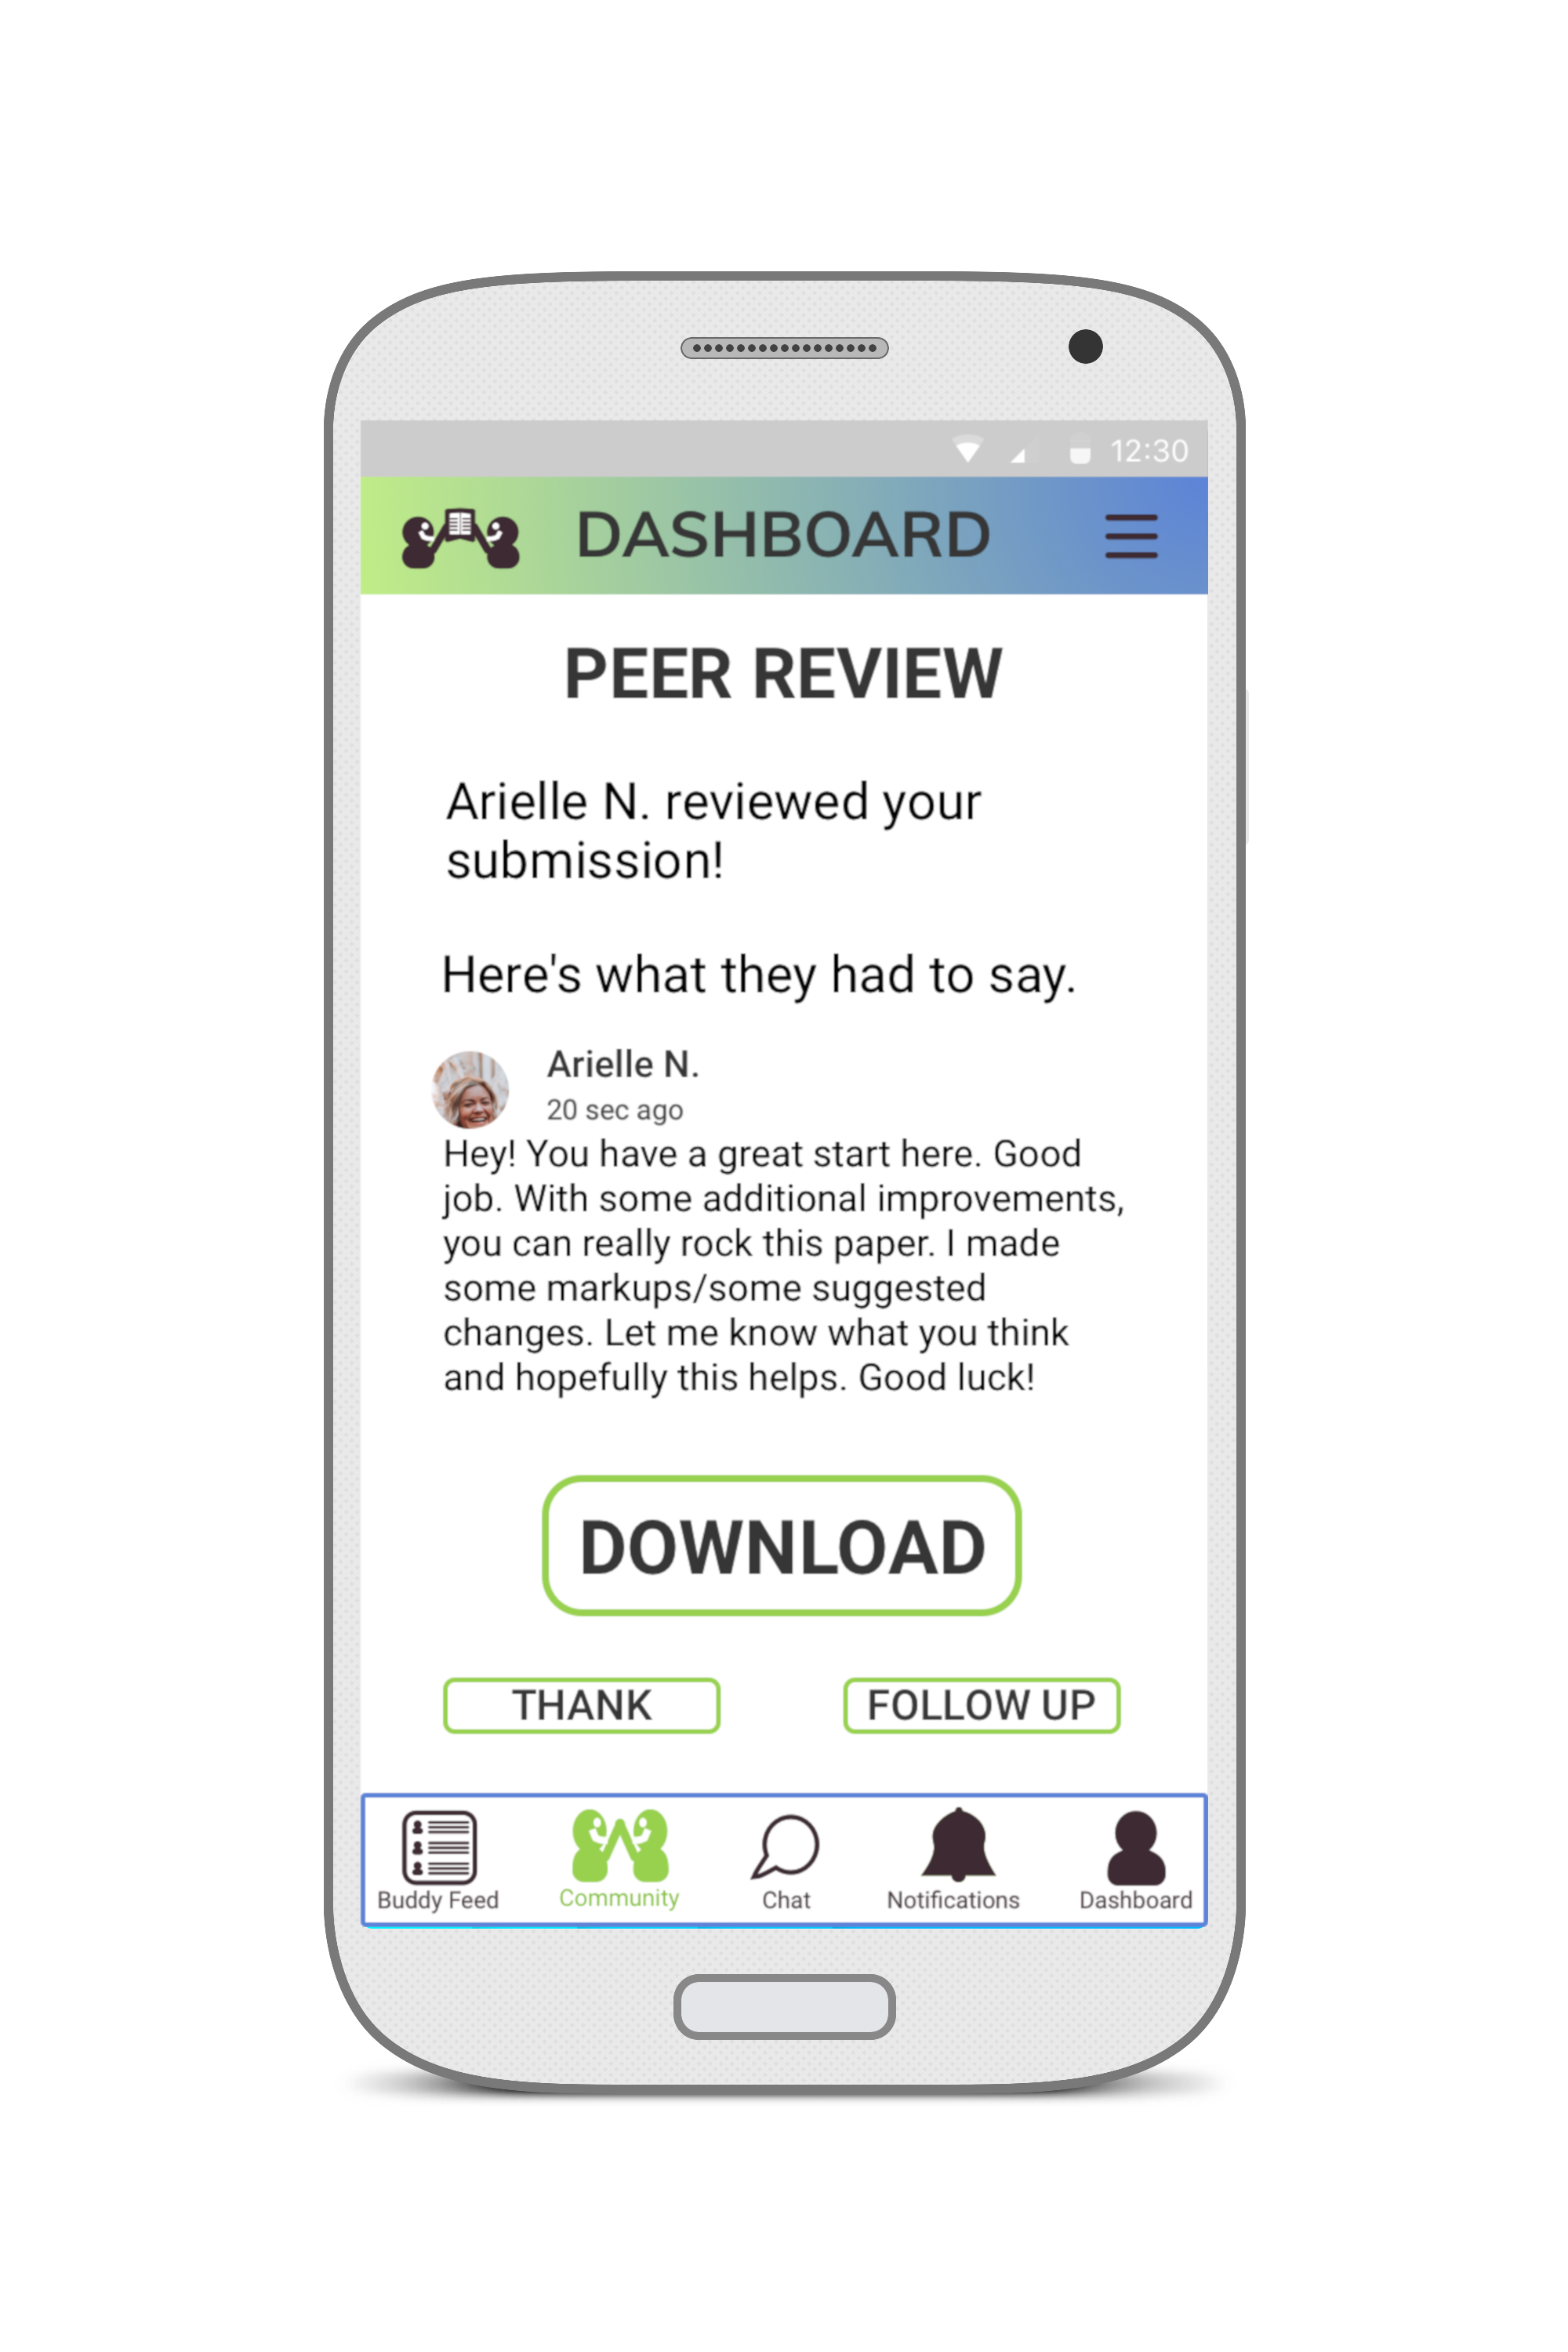 12:30
DASHBOARD
PEER REVIEW
Arielle N. reviewed your
submission!
Here's what they had to say.
Arielle N.
20 sec ago
Hey! You have a great start here. Good
job. With some additional improvements,
you can really rock this paper. I made
some markups/some suggested
changes. Let me know what you think
and hopefully this helps. Good luck!
DOWNLOAD
THANK
FOLLOW UP
Buddy Feed
Community
Chat
Notifications
Dashboard